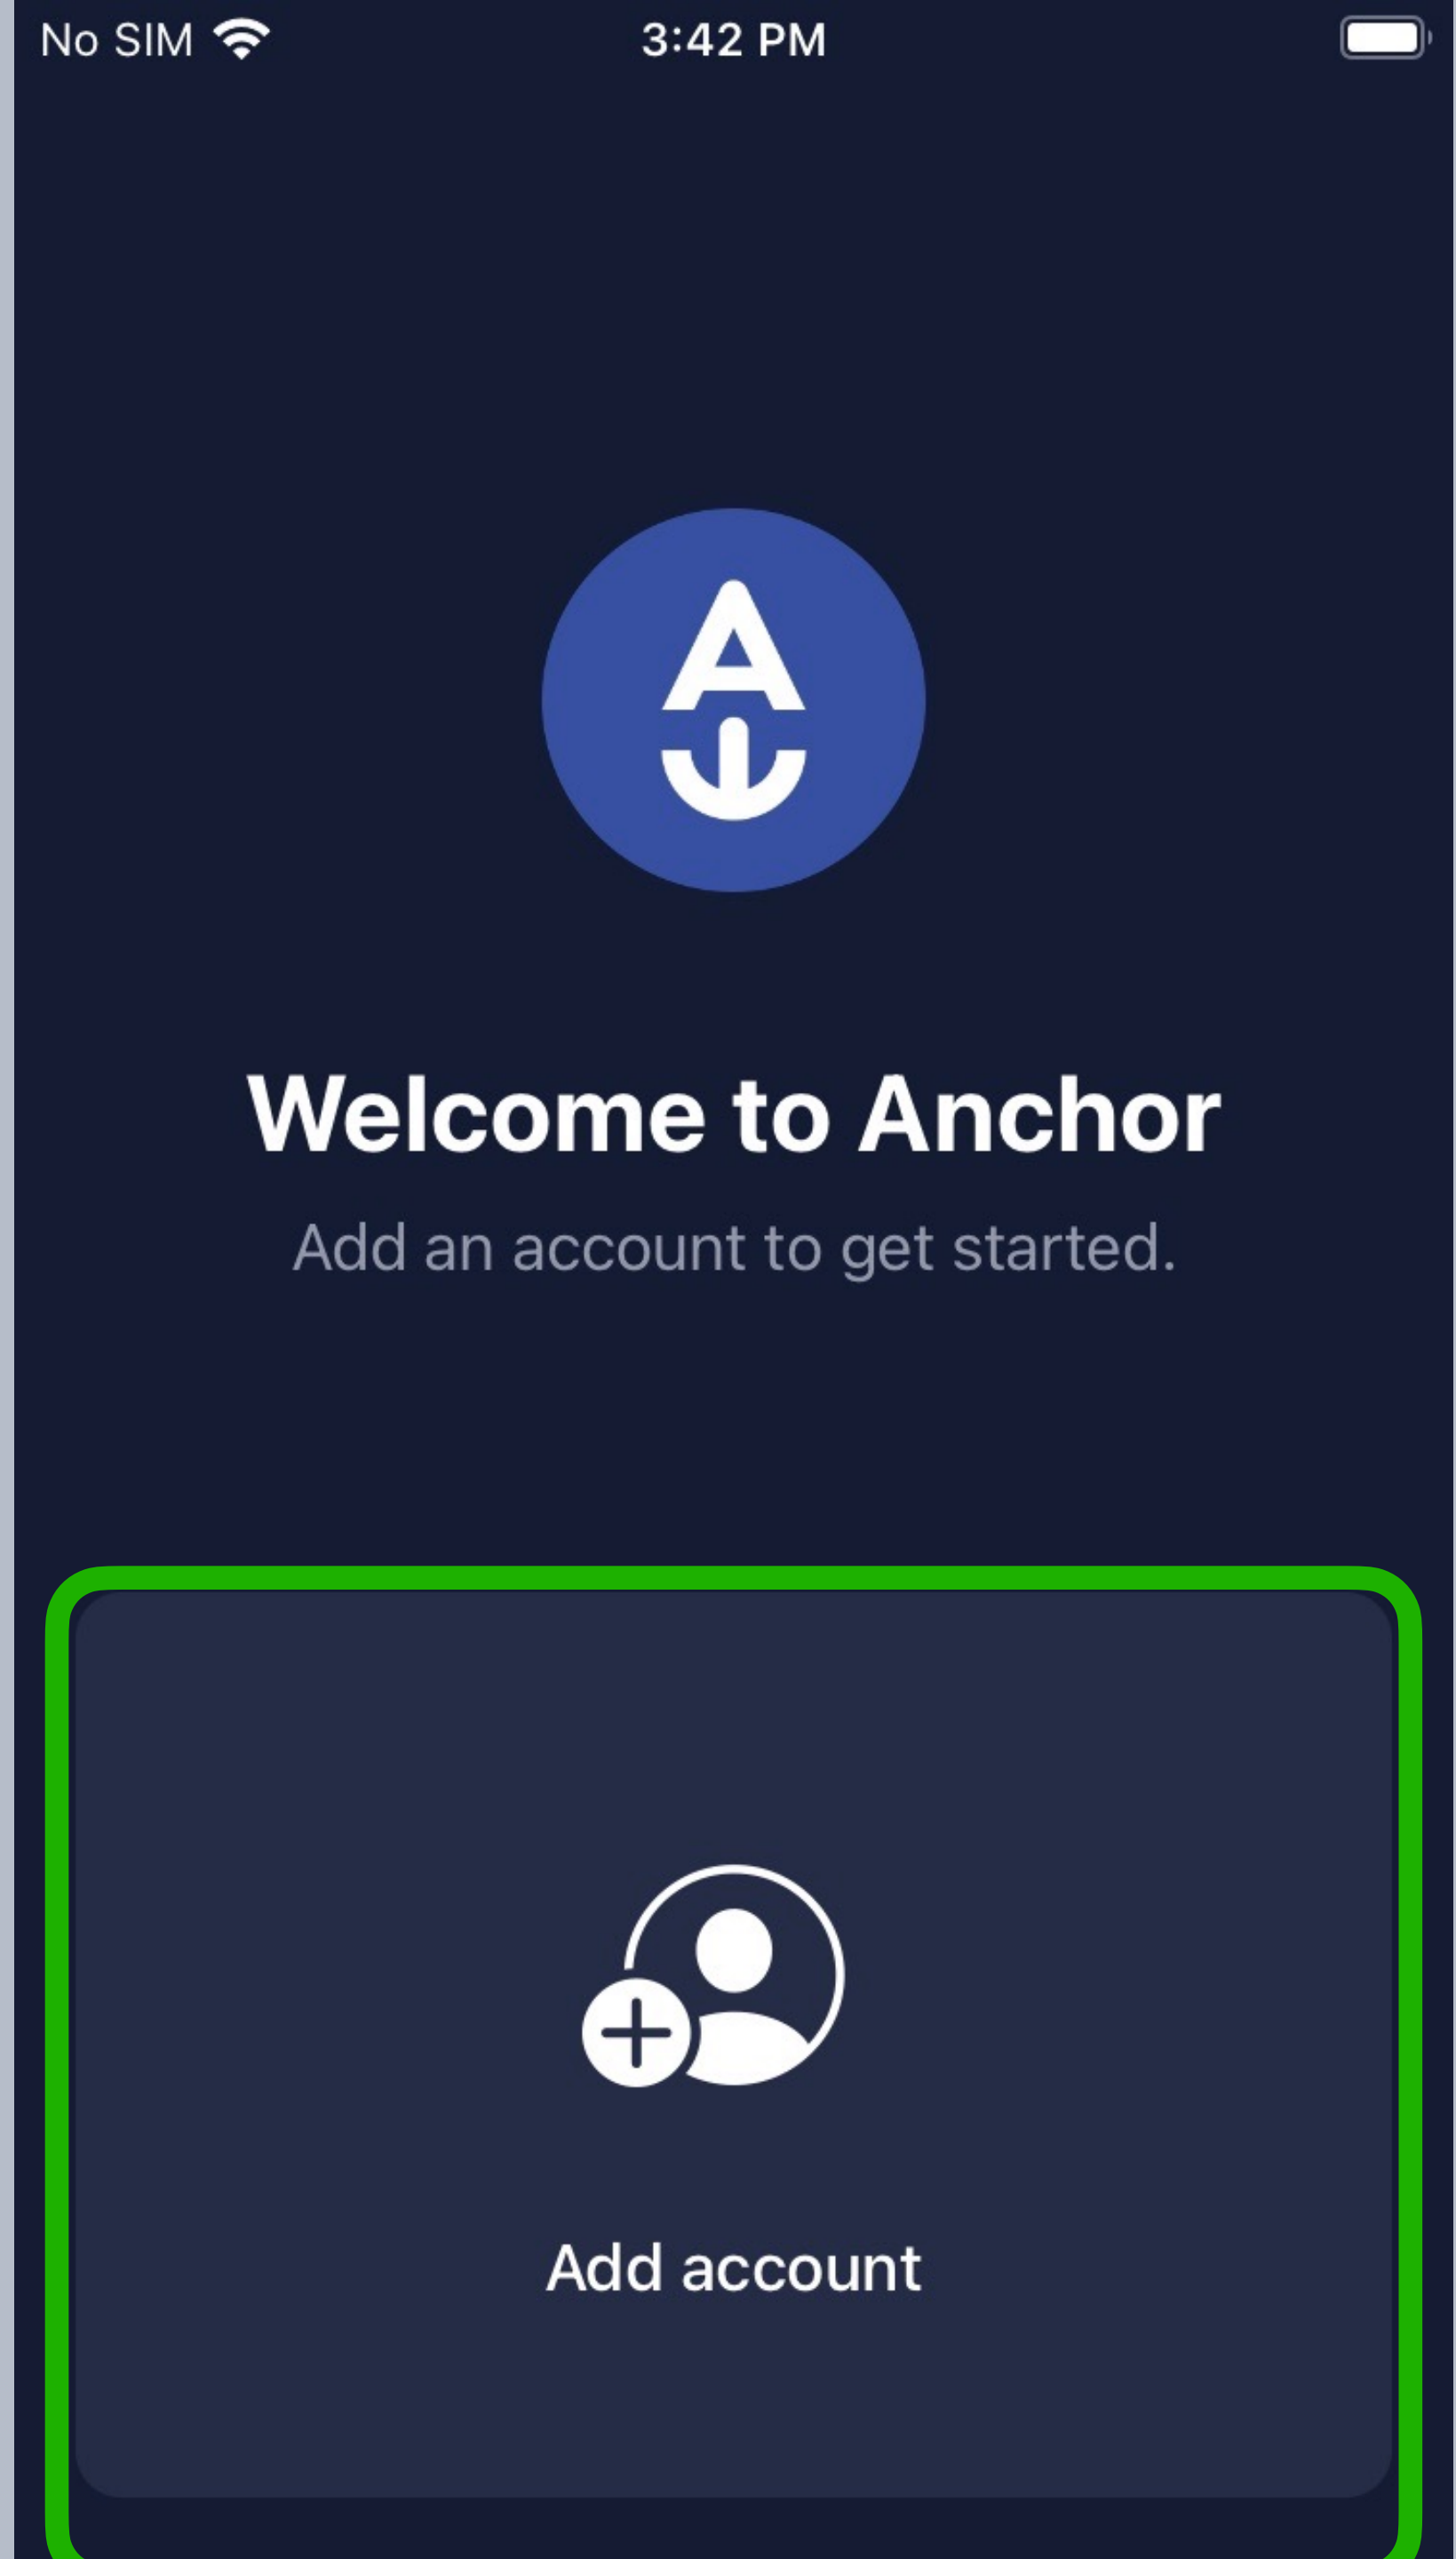 No SIM
3:42 PM
Welcome to Anchor
Add an account to get started.
Add account